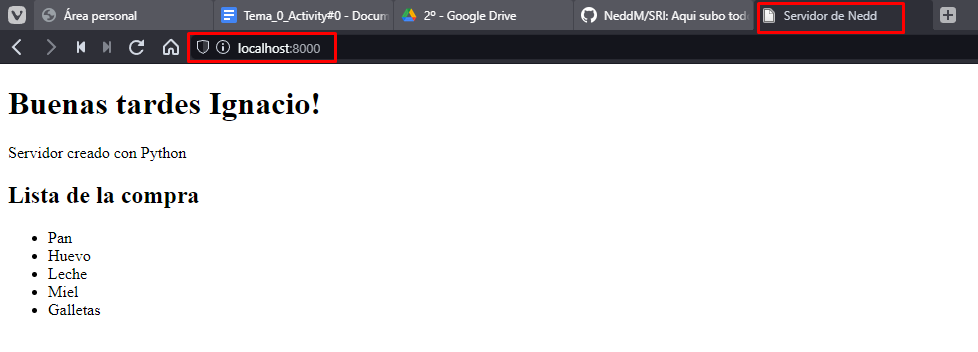 Área personal
Tema_0_Activity#0 - Docum
2º - Google Drive
NeddM/SRI: Aqui subo tod
Servidor de Nedd
localhost:8000
Buenas tardes Ignacio!
Servidor creado con Python
Lista de la compra
Pan
Huevo
Leche
Miel
Galletas